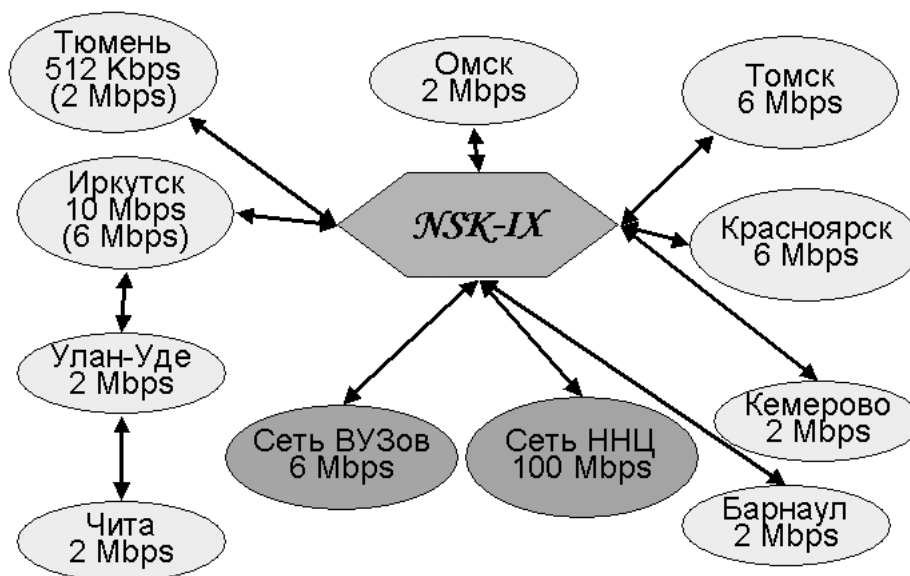 Тюмень
512 Kbps
(2 Mbps)
Омск
2 Mbps
Томск
6 Mbps
Иркутск
10 Mbps
(6 Mbps)
NSK-IX
Красноярск
6 Mbps
Улан-Уде
2 Mbps
Сеть ВУЗов
6 Mbps
Сеть ННЦ
100 Mbps
Кемерово
2 Mbps
Чита
2 Mbps
Барнаул
2 Mbps